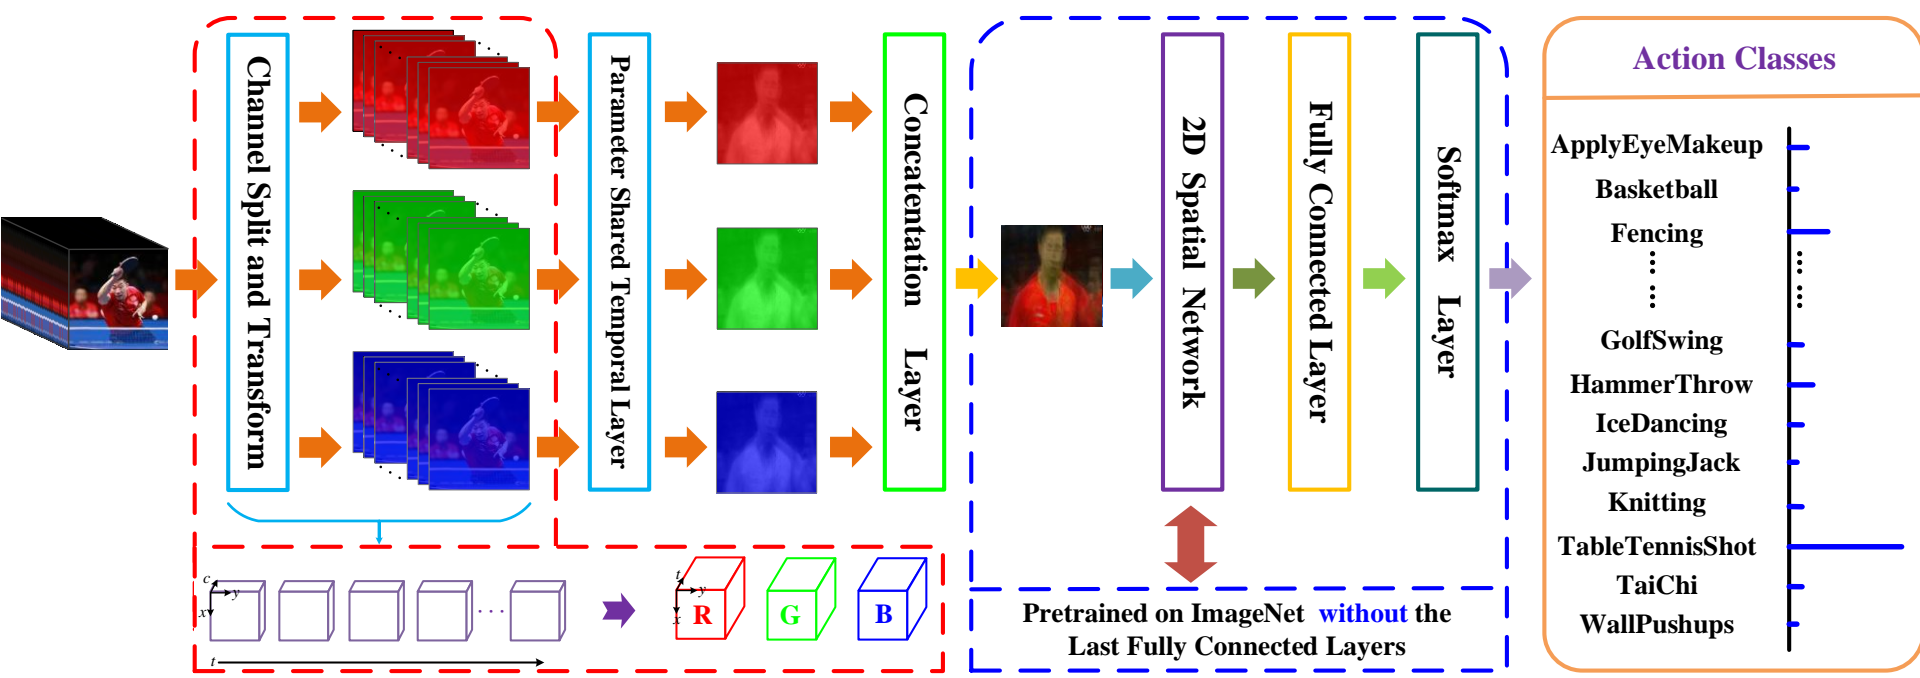 Channel Split and Transform
Parameter Shared Temporal Layer
Concatentation Layer
2D Spatial Network
Fully Connected Layer
Softmax Layer
Action Classes
ApplyEyeMakeup
Basketball
Fencing
GolfSwing
HammerThrow
IceDancing
JumpingJack
Knitting
TableTennisShot
TaiChi
WallPushups
c
y
x
t
t
y
x
R
G
B
Pretrained on ImageNet without the
Last Fully Connected Layers